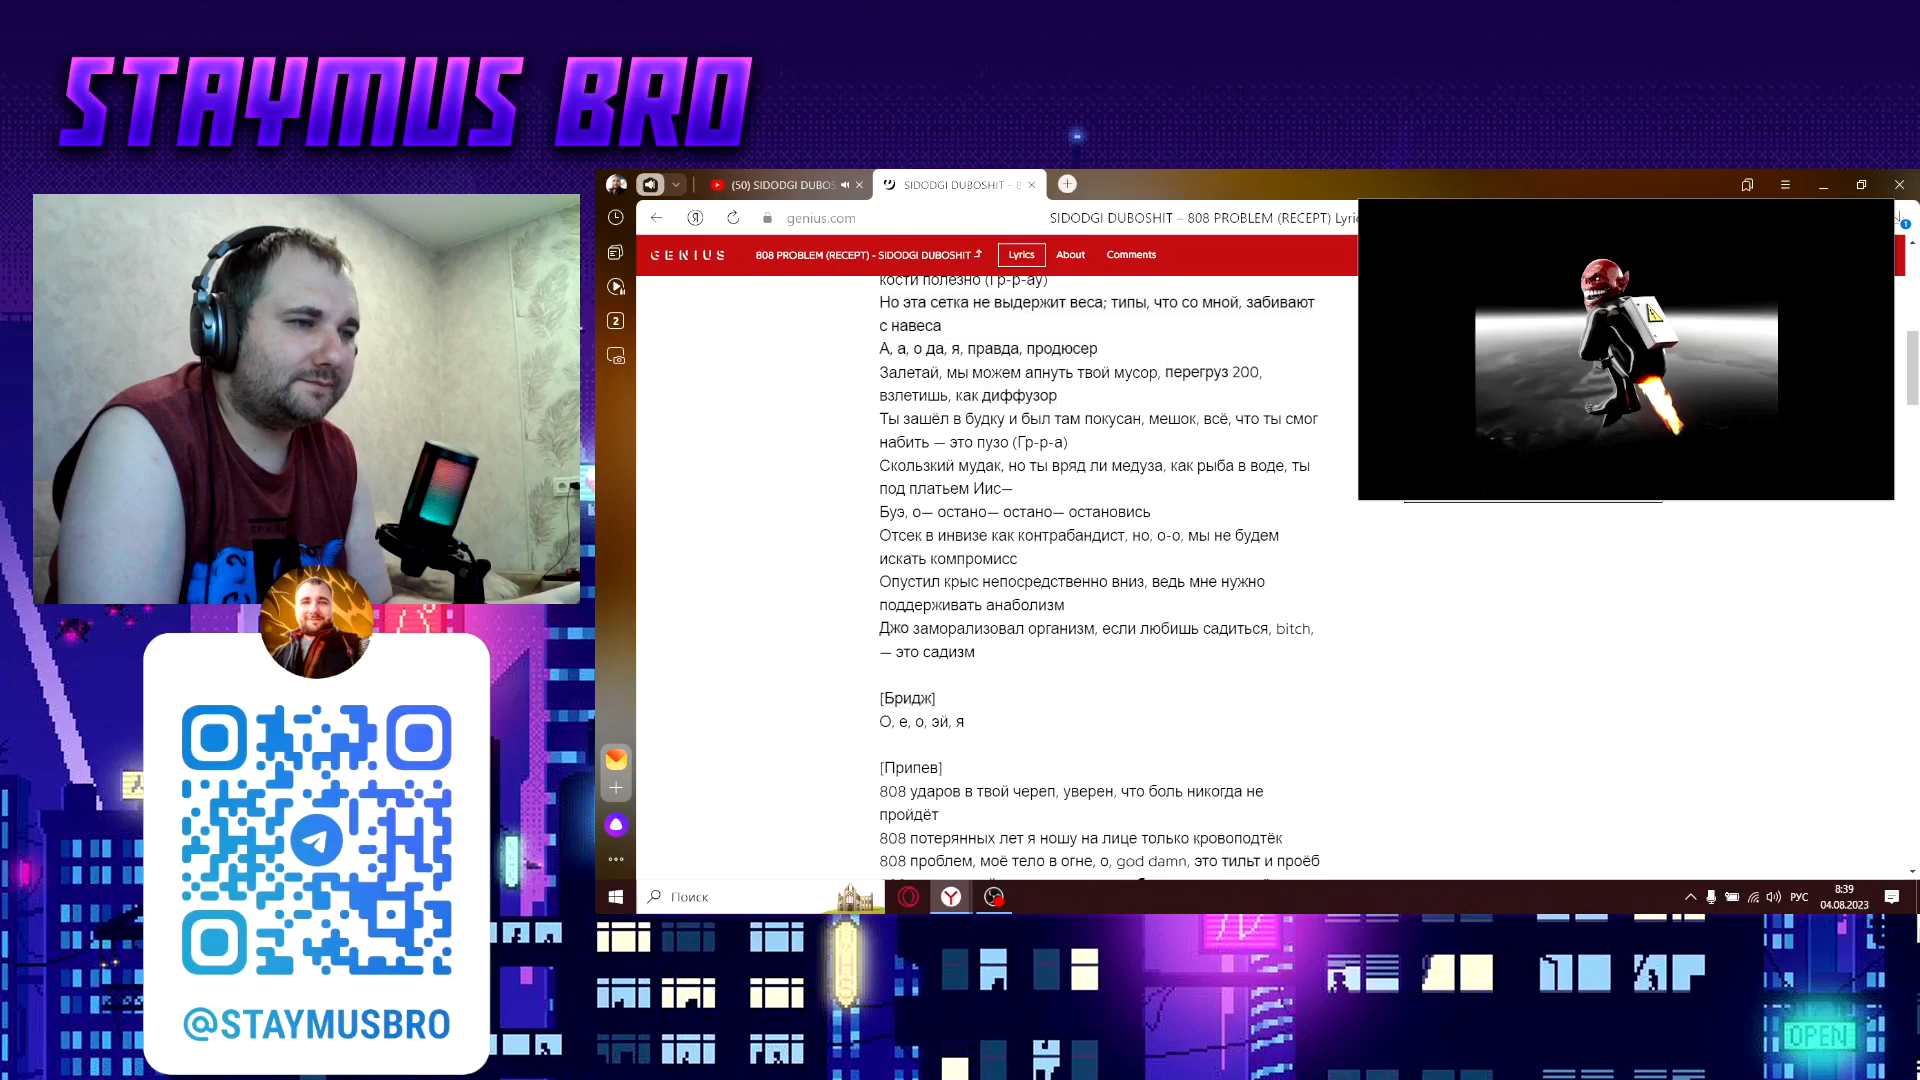 STAYMUS BRO
(50) SIDODGI DUBOS
SIDODGI DUBOSHIT –
genius.com
SIDODGI DUBOSHIT – 808 PROBLEM (RECEPT) Lyri
1
GENIUS
808 PROBLEM (RECEPT) - SIDODGI DUBOSHIT
Lyrics
About
Comments
2
кости полезно (Гр-р-ау)
Но эта сетка не выдержит веса; типы, что со мной, забивают
с навеса
А, а, о да, я, правда, продюсер
Залетай, мы можем апнуть твой мусор, перегруз 200,
взлетишь, как диффузор
Ты зашёл в будку и был там покусан, мешок, всё, что ты смог
набить — это пузо (Гр-р-а)
Скользкий мудак, но ты вряд ли медуза, как рыба в воде, ты
под платьем Иис—
Буэ, о— остано— остано— остановись
Отсек в инвизе как контрабандист, но, о-о, мы не будем
искать компромисс
Опустил крыс непосредственно вниз, ведь мне нужно
поддерживать анаболизм
Джо заморализовал организм, если любишь садиться, bitch,
— это садизм
[Бридж]
О, е, о, эй, я
[Припев]
808 ударов в твой череп, уверен, что боль никогда не
пройдёт
808 потерянных лет я ношу на лице только кровоподтёк
808 проблем, моё тело в огне, о, god damn, это тильт и проёб
Поиск
РУС
8:39
04.08.2023
@STAYMUSBRO
OPEN